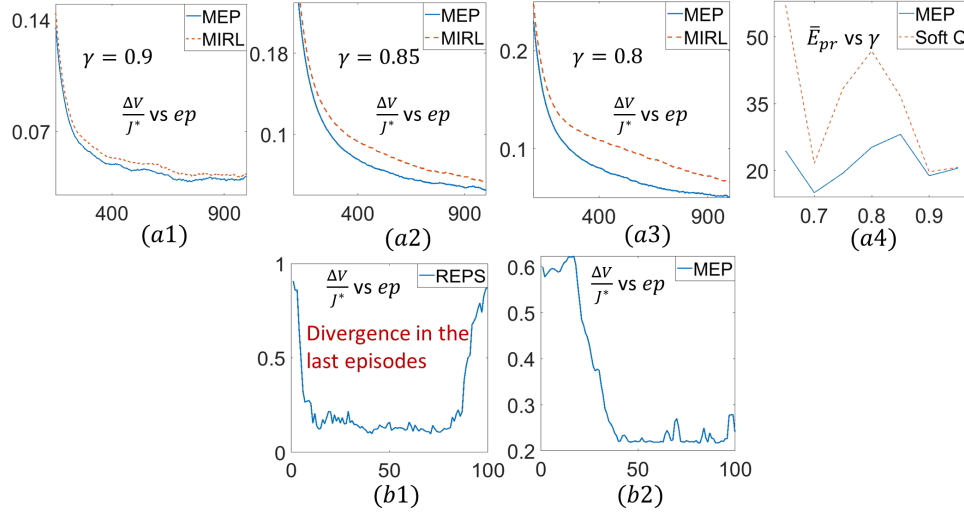 0.14
0.07
400
900
MEP
MIRL
γ = 0.9
ΔV/J* vs ep
(a1)
0.18
0.1
400
900
MEP
MIRL
γ = 0.85
ΔV/J* vs ep
(a2)
0.2
0.1
400
900
MEP
MIRL
γ = 0.8
ΔV/J* vs ep
(a3)
50
35
20
0.7
0.8
0.9
MEP
Soft Q
Ēpr vs γ
(a4)
1
0.5
0
0
50
100
REPS
ΔV/J* vs ep
Divergence in the
last episodes
(b1)
0.6
0.5
0.4
0.3
0.2
0
50
100
MEP
ΔV/J* vs ep
(b2)